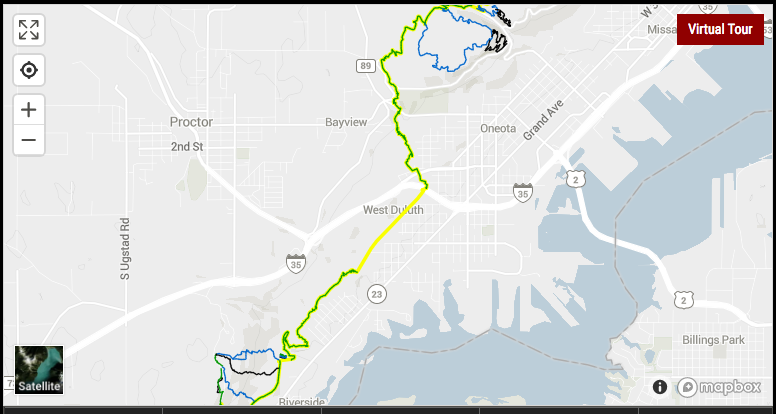 W S
Missa
53
Virtual Tour
89
Grand Ave
Proctor
Bayview
Oneota
2nd St
2
35
West Duluth
S Ugstad Rd
35
23
2
Billings Park
Satellite
mapbox
Riverside